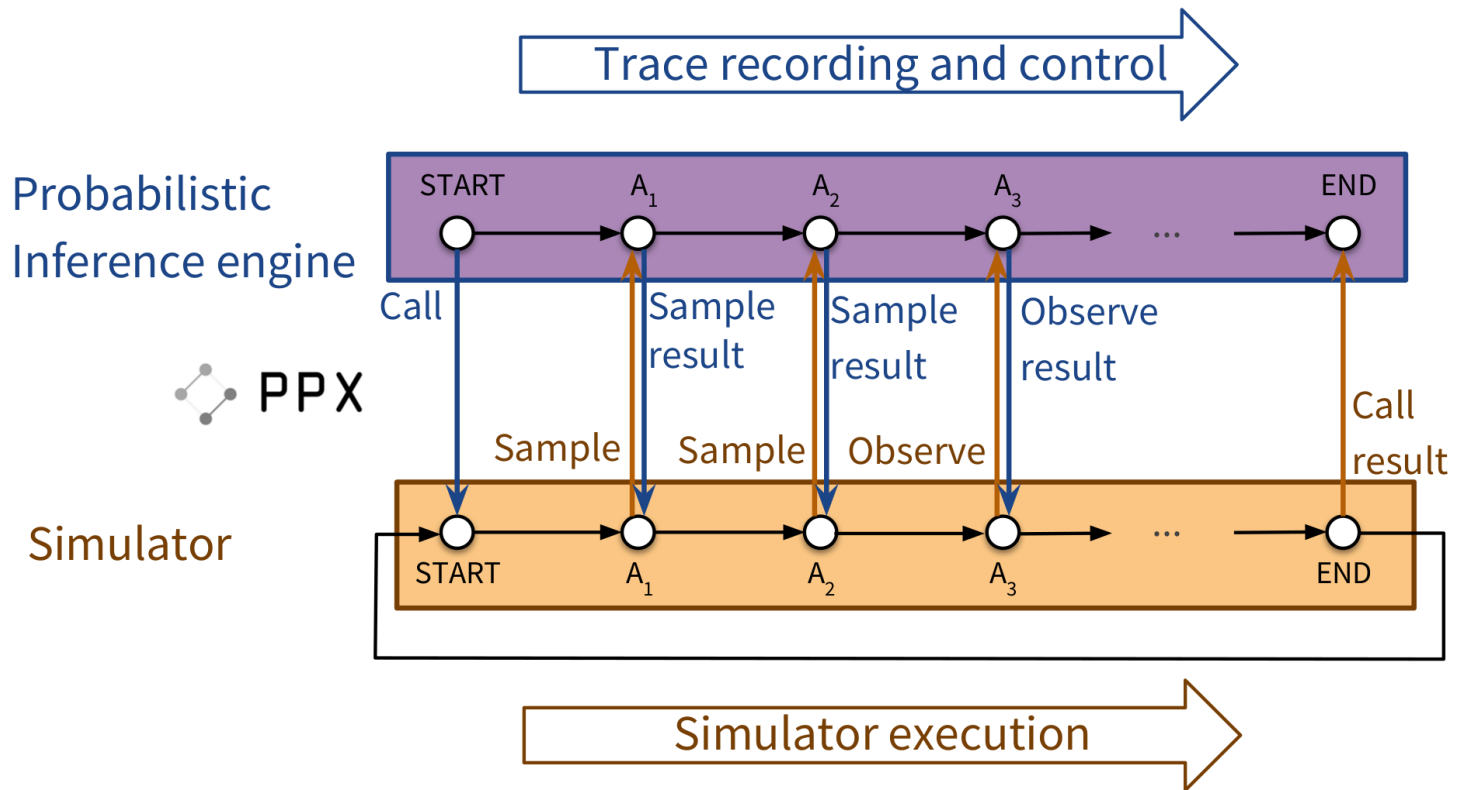 Trace recording and control
Probabilistic
Inference engine
START
A1
A2
A3
...
END
Call
Sample
result
Sample
result
Observe
result
PPX
Sample
Sample
Observe
Call
result
Simulator
...
START
A1
A2
A3
END
Simulator execution